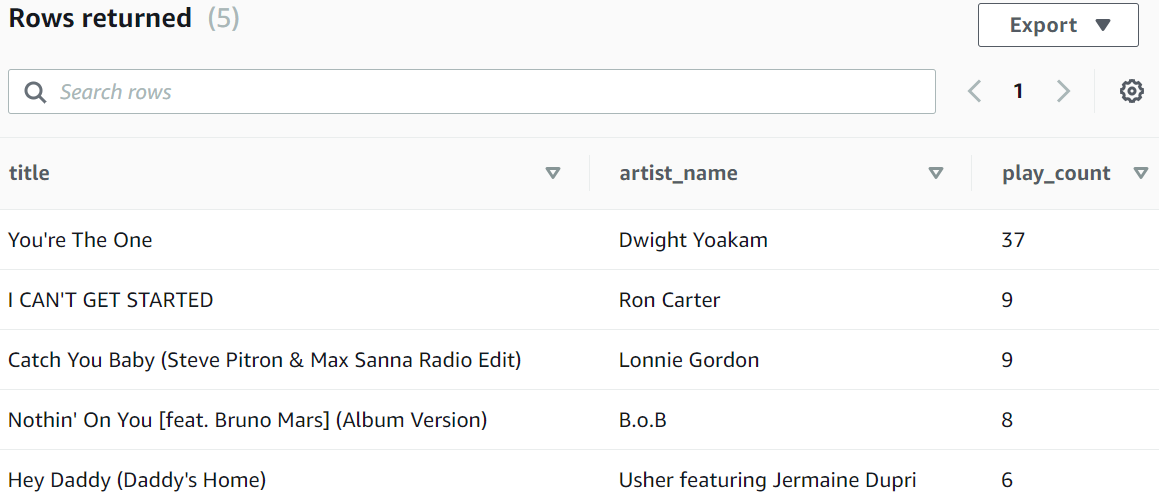 Rows returned (5)
Export
Search rows
1
title artist_name play_count
You're The One Dwight Yoakam 37
I CAN'T GET STARTED Ron Carter 9
Catch You Baby (Steve Pitron & Max Sanna Radio Edit) Lonnie Gordon 9
Nothin' On You [feat. Bruno Mars] (Album Version) B.o.B 8
Hey Daddy (Daddy's Home) Usher featuring Jermaine Dupri 6